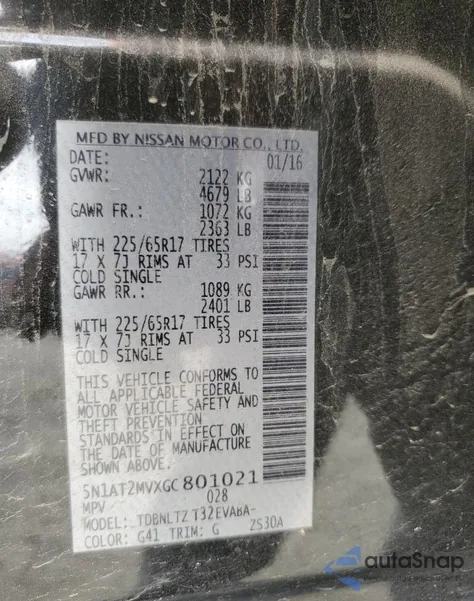 MFD BY NISSAN MOTOR CO., LTD.
DATE: 01/16
GVWR: 2122 KG
4679 LB
GAWR FR.: 1072 KG
2363 LB
WITH 225/65R17 TIRES
17 X 7J RIMS AT 33 PSI
COLD SINGLE
GAWR RR.: 1089 KG
2401 LB
WITH 225/65R17 TIRES
17 X 7J RIMS AT 33 PSI
COLD SINGLE
THIS VEHICLE CONFORMS TO
ALL APPLICABLE FEDERAL
MOTOR VEHICLE SAFETY AND
THEFT PREVENTION
STANDARDS IN EFFECT ON
THE DATE OF MANUFACTURE
SHOWN ABOVE.
5N1AT2MVXGC801021
028
MPV
MODEL: TDBNLTZ T32EVABA-
COLOR: G41 TRIM: G ZS30A
autoSnap